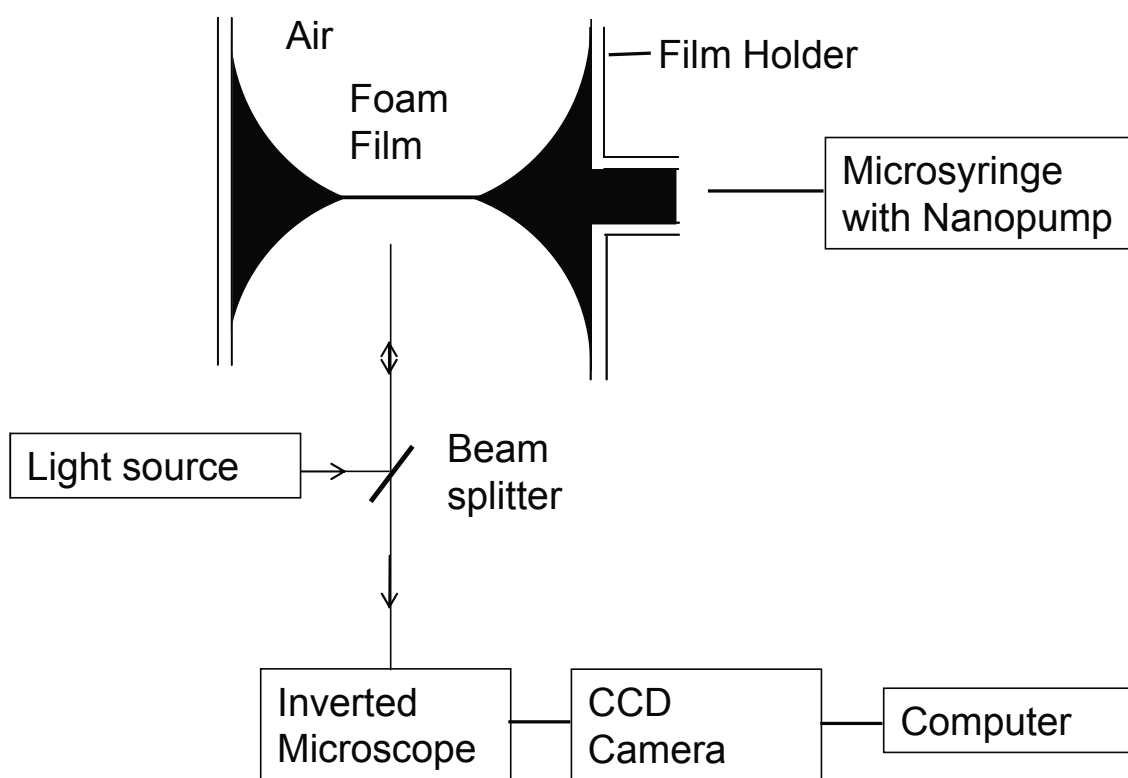 Air
Film Holder
Foam
Film
Microsyringe
with Nanopump
Light source
Beam
splitter
Inverted
Microscope
CCD
Camera
Computer